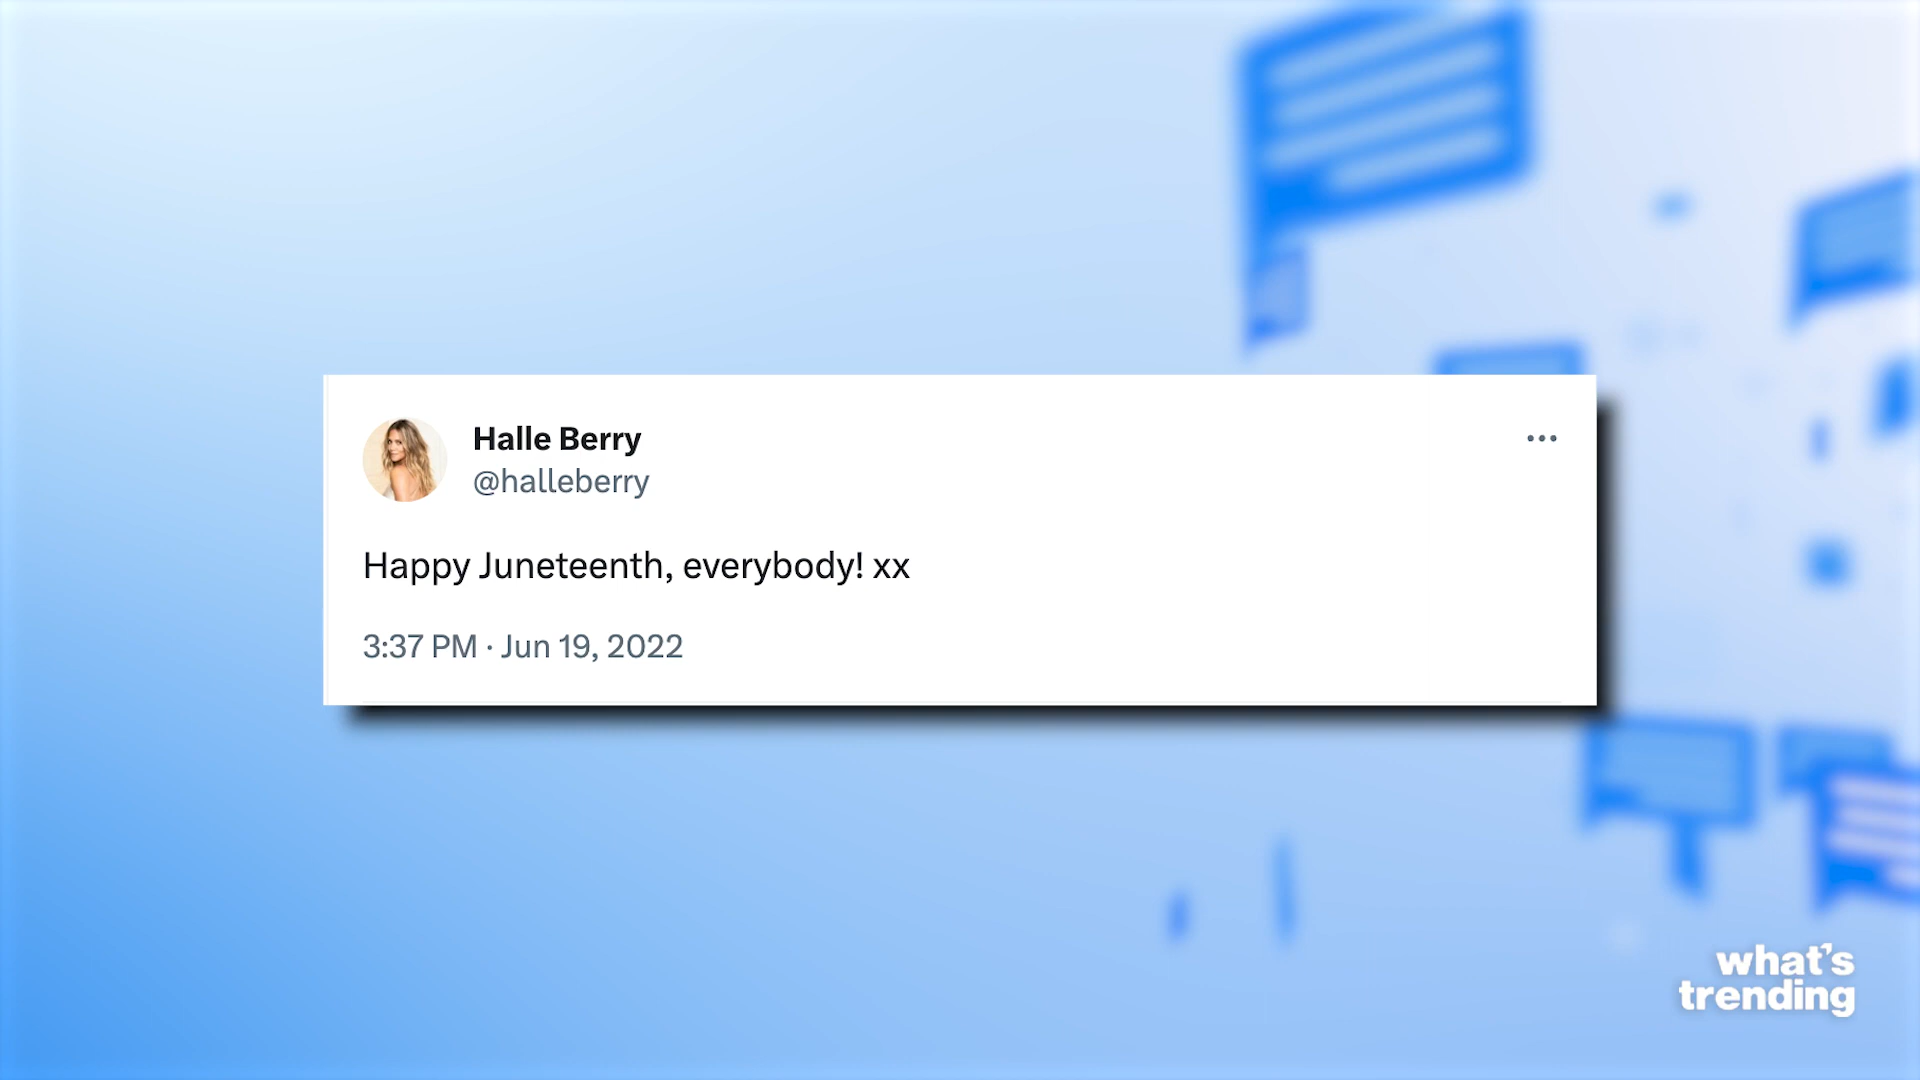 Halle Berry
@halleberry
Happy Juneteenth, everybody! xx
3:37 PM · Jun 19, 2022
what's
trending